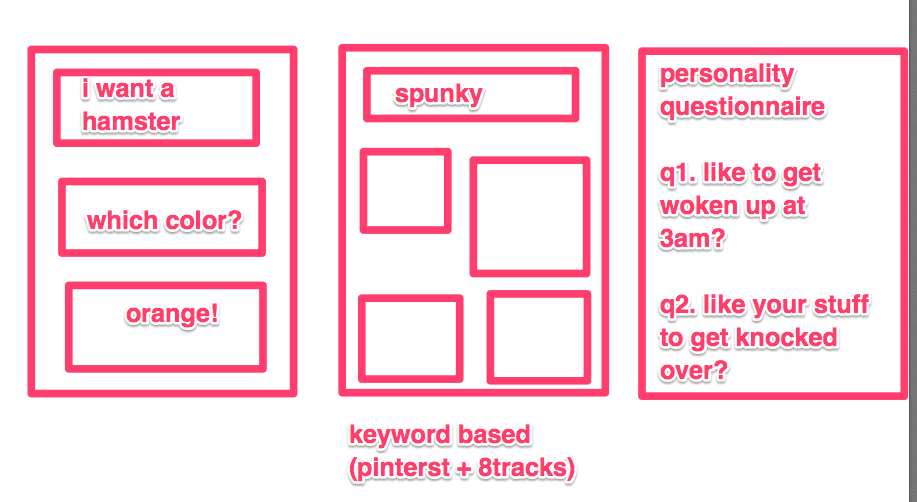 i want a
hamster
which color?
orange!
spunky
keyword based
(pinterst + 8tracks)
personality
questionnaire
q1. like to get
woken up at
3am?
q2. like your stuff
to get knocked
over?